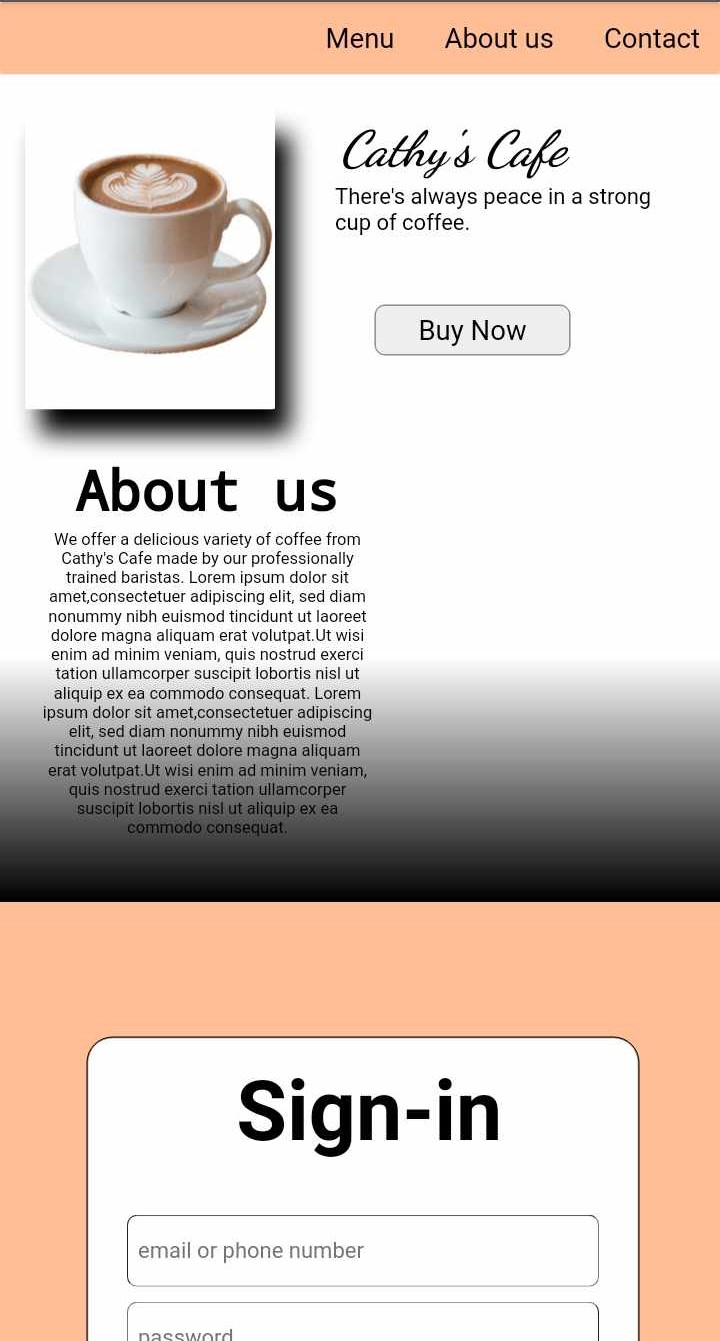 Menu About us Contact
Cathy's Cafe
There's always peace in a strong
cup of coffee.
Buy Now
About us
We offer a delicious variety of coffee from
Cathy's Cafe made by our professionally
trained baristas. Lorem ipsum dolor sit
amet,consectetuer adipiscing elit, sed diam
nonummy nibh euismod tincidunt ut laoreet
dolore magna aliquam erat volutpat.Ut wisi
enim ad minim veniam, quis nostrud exerci
tation ullamcorper suscipit lobortis nisl ut
aliquip ex ea commodo consequat. Lorem
ipsum dolor sit amet,consectetuer adipiscing
elit, sed diam nonummy nibh euismod
tincidunt ut laoreet dolore magna aliquam
erat volutpat.Ut wisi enim ad minim veniam,
quis nostrud exerci tation ullamcorper
suscipit lobortis nisl ut aliquip ex ea
commodo consequat.
Sign-in
email or phone number
password